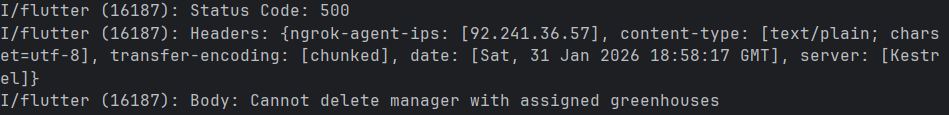 I/flutter (16187): Status Code: 500
I/flutter (16187): Headers: {ngrok-agent-ips: [92.241.36.57], content-type: [text/plain; chars
et=utf-8], transfer-encoding: [chunked], date: [Sat, 31 Jan 2026 18:58:17 GMT], server: [Kestr
el]}
I/flutter (16187): Body: Cannot delete manager with assigned greenhouses